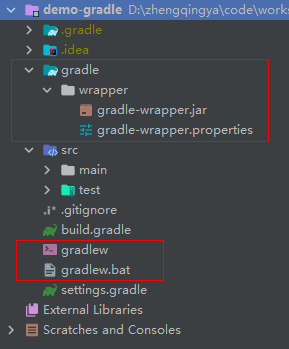 demo-gradle D:\zhengqingya\code\works
.gradle
.idea
gradle
wrapper
gradle-wrapper.jar
gradle-wrapper.properties
src
main
test
.gitignore
build.gradle
gradlew
gradlew.bat
settings.gradle
External Libraries
Scratches and Consoles